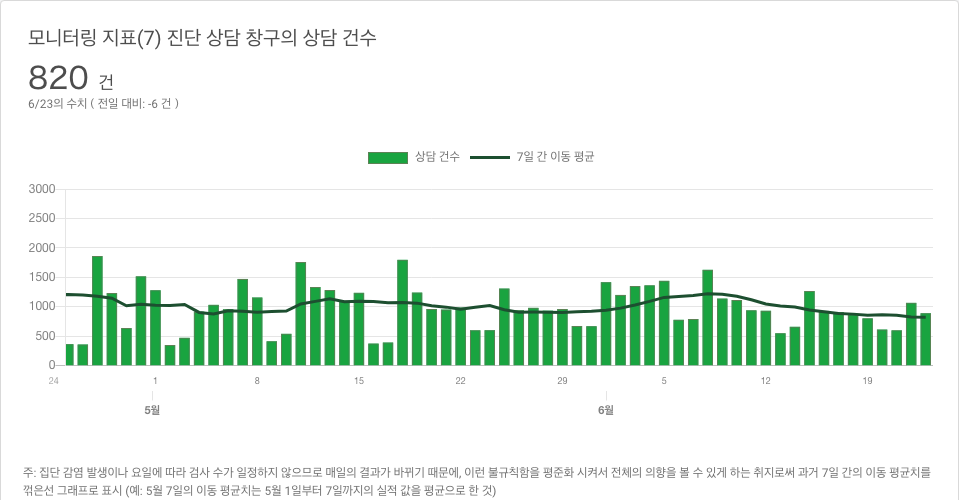 모니터링 지표(7) 진단 상담 창구의 상담 건수
820 건
6/23의 수치 ( 전일 대비: -6 건 )
상담 건수 7일 간 이동 평균
3000
2500
2000
1500
1000
500
0
24 1 8 15 22 29 5 12 19
5월 6월
주: 집단 감염 발생이나 요일에 따라 검사 수가 일정하지 않으므로 매일의 결과가 바뀌기 때문에, 이런 불규칙함을 평준화 시켜서 전체의 의향을 볼 수 있게 하는 취지로써 과거 7일 간의 이동 평균치를
꺾은선 그래프로 표시 (예: 5월 7일의 이동 평균치는 5월 1일부터 7일까지의 실적 값을 평균으로 한 것)